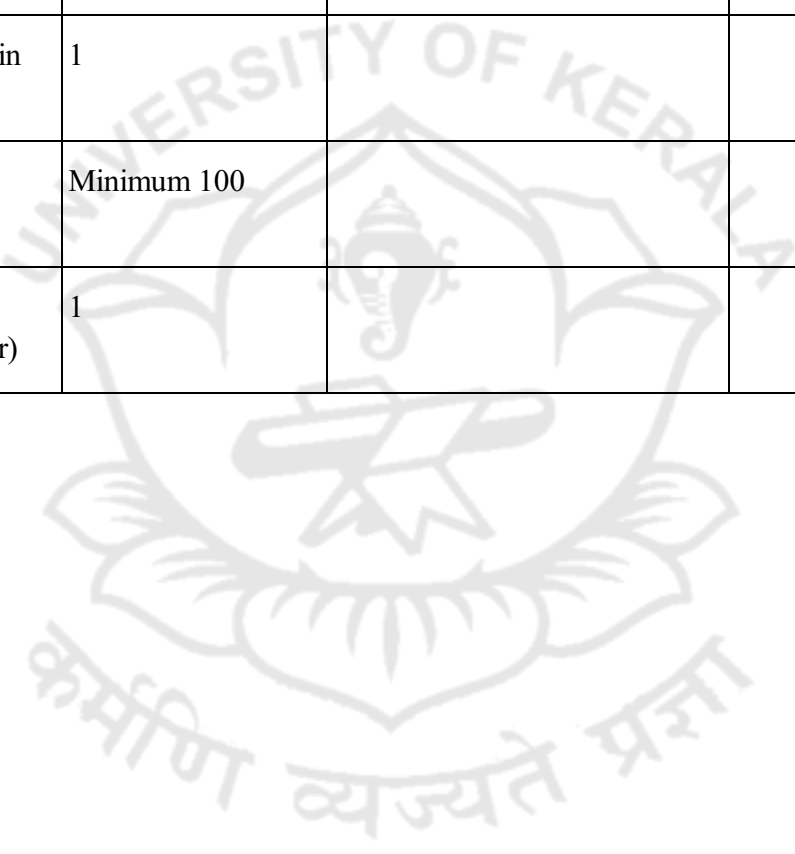 in 1
Minimum 100
1
r)
UNIVERSITY OF KERALA
कर्मणि व्यज्यते प्रज्ञा